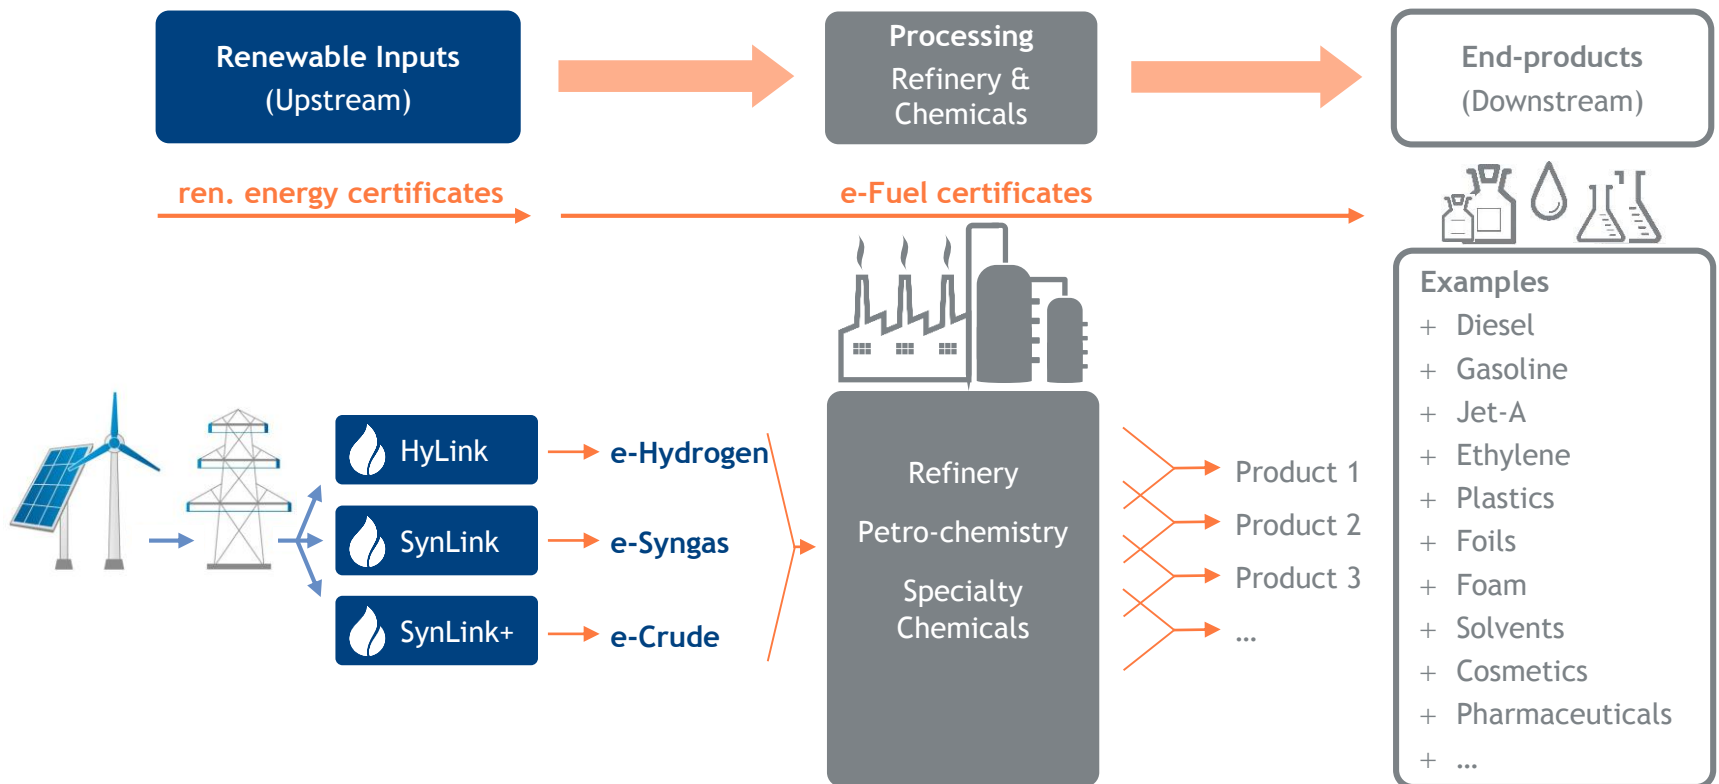 Renewable Inputs
(Upstream)
Processing
Refinery &
Chemicals
End-products
(Downstream)
ren. energy certificates
e-Fuel certificates
HyLink
e-Hydrogen
SynLink
e-Syngas
SynLink+
e-Crude
Refinery
Petro-chemistry
Specialty
Chemicals
Product 1
Product 2
Product 3
...
Examples
+ Diesel
+ Gasoline
+ Jet-A
+ Ethylene
+ Plastics
+ Foils
+ Foam
+ Solvents
+ Cosmetics
+ Pharmaceuticals
+ ...